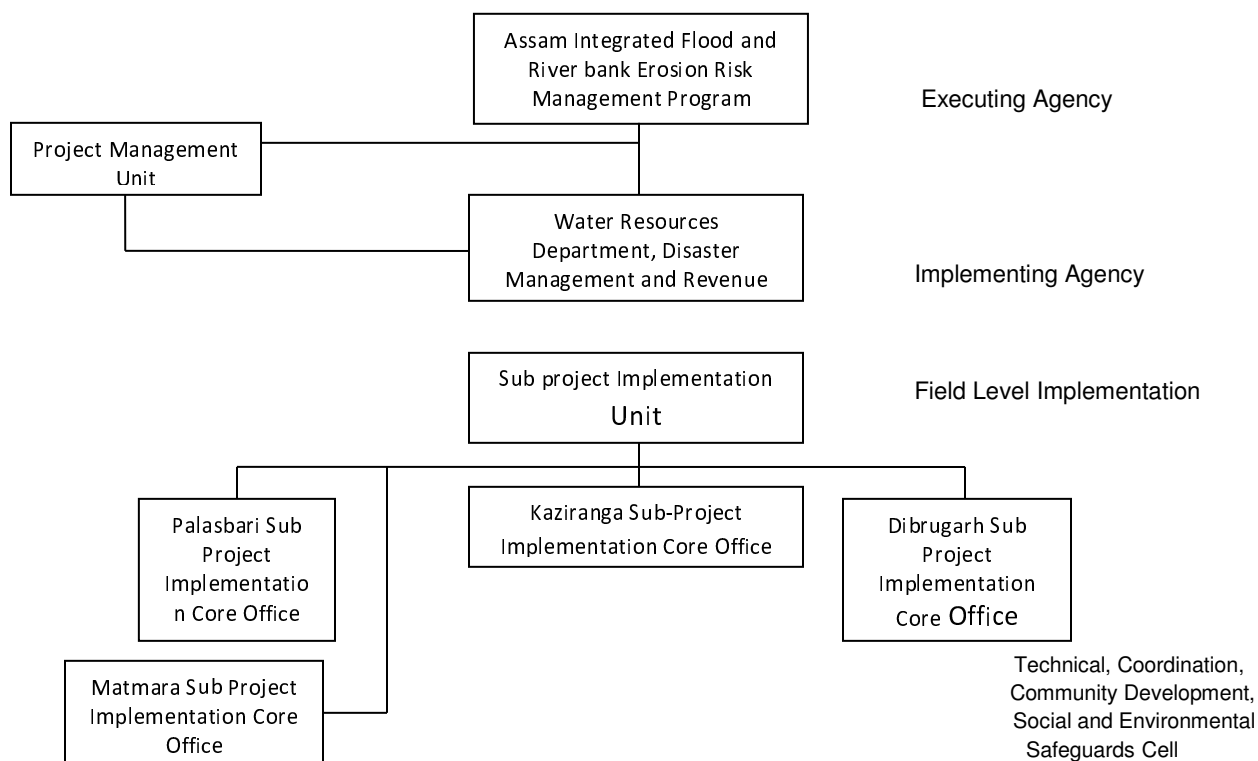 Assam Integrated Flood and
River bank Erosion Risk
Management Program
Executing Agency
Project Management
Unit
Water Resources
Department, Disaster
Management and Revenue
Implementing Agency
Sub project Implementation
Unit
Field Level Implementation
Palasbari Sub
Project
Implementatio
n Core Office
Kaziranga Sub-Project
Implementation Core Office
Dibrugarh Sub
Project
Implementation
Core Office
Matmara Sub Project
Implementation Core
Office
Technical, Coordination,
Community Development,
Social and Environmental
Safeguards Cell